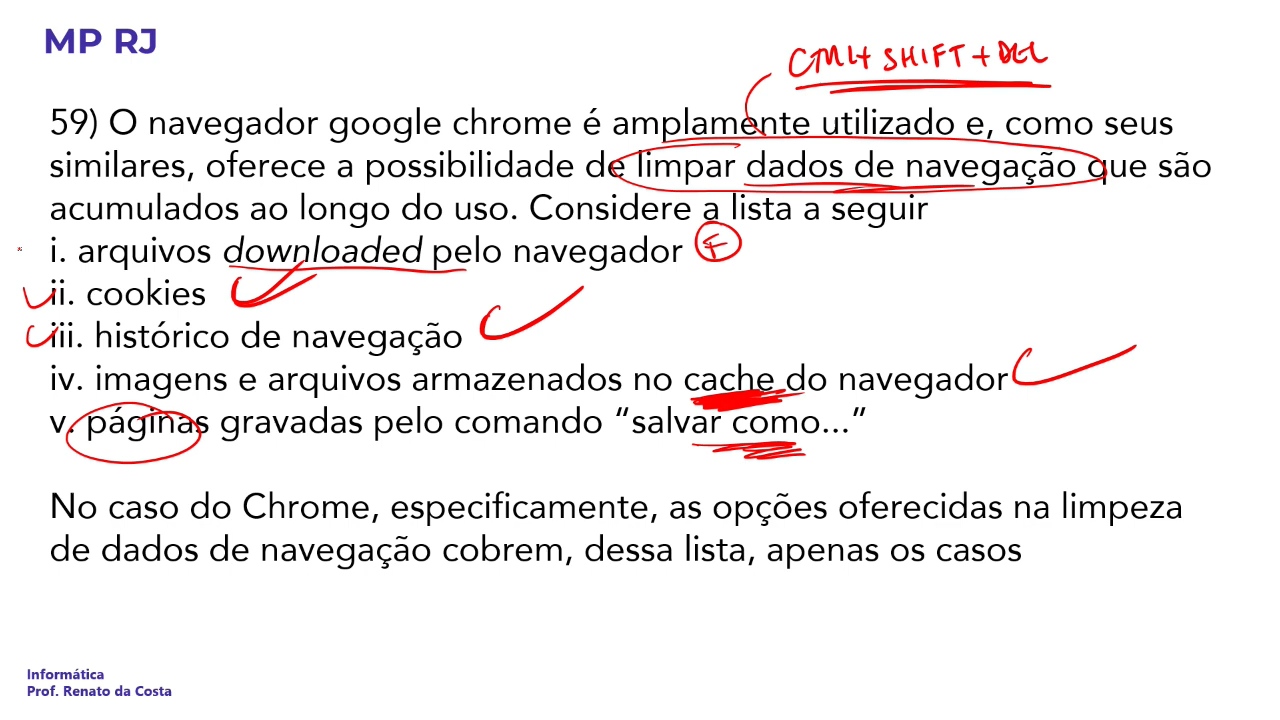 MP RJ
CTRL+ SHIFT+DEL
59) O navegador google chrome é amplamente utilizado e, como seus
similares, oferece a possibilidade de limpar dados de navegação que são
acumulados ao longo do uso. Considere a lista a seguir
i. arquivos downloaded pelo navegador F
ii. cookies
iii. histórico de navegação
iv. imagens e arquivos armazenados no cache do navegador
v. páginas gravadas pelo comando “salvar como...”
No caso do Chrome, especificamente, as opções oferecidas na limpeza
de dados de navegação cobrem, dessa lista, apenas os casos
Informática
Prof. Renato da Costa